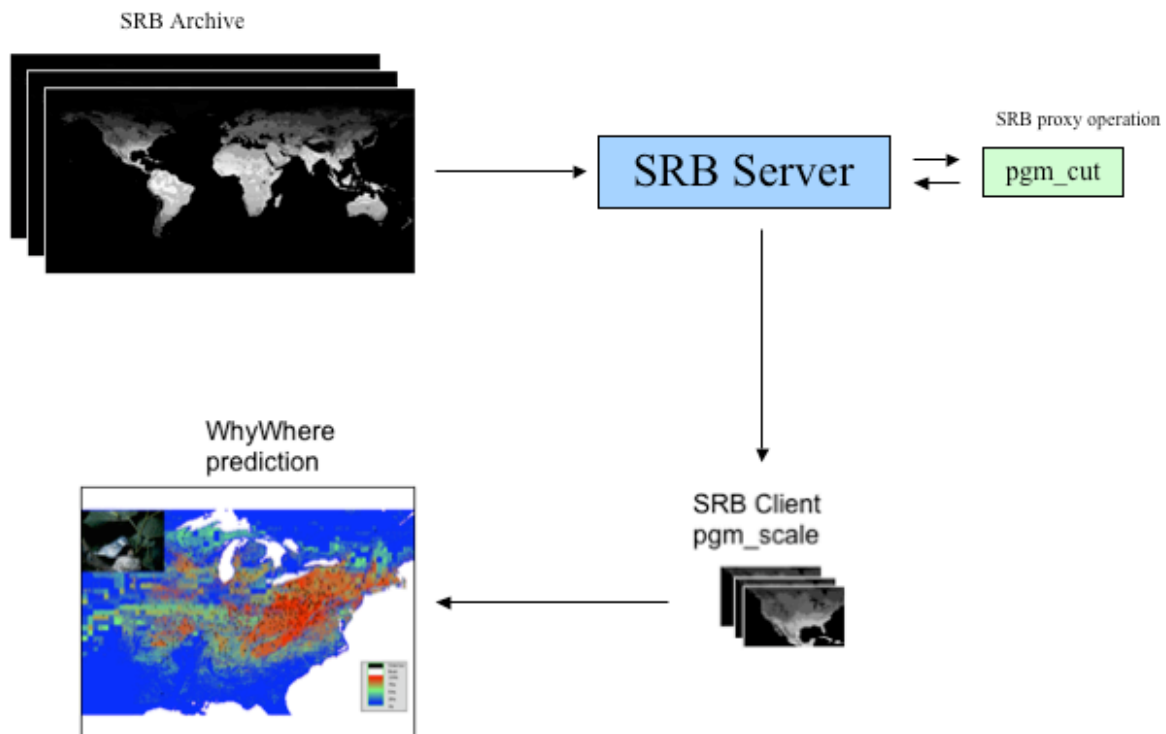 SRB Archive
SRB proxy operation
SRB Server
pgm_cut
WhyWhere
prediction
SRB Client
pgm_scale